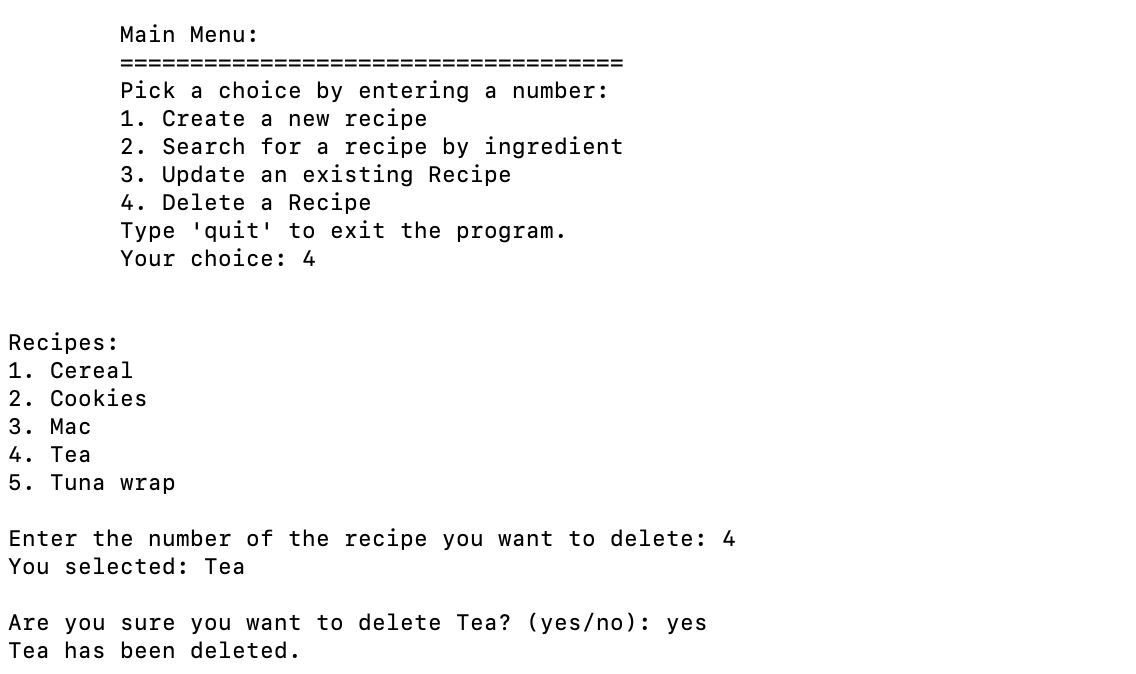 Main Menu:
====================================
Pick a choice by entering a number:
1. Create a new recipe
2. Search for a recipe by ingredient
3. Update an existing Recipe
4. Delete a Recipe
Type 'quit' to exit the program.
Your choice: 4
Recipes:
1. Cereal
2. Cookies
3. Mac
4. Tea
5. Tuna wrap
Enter the number of the recipe you want to delete: 4
You selected: Tea
Are you sure you want to delete Tea? (yes/no): yes
Tea has been deleted.